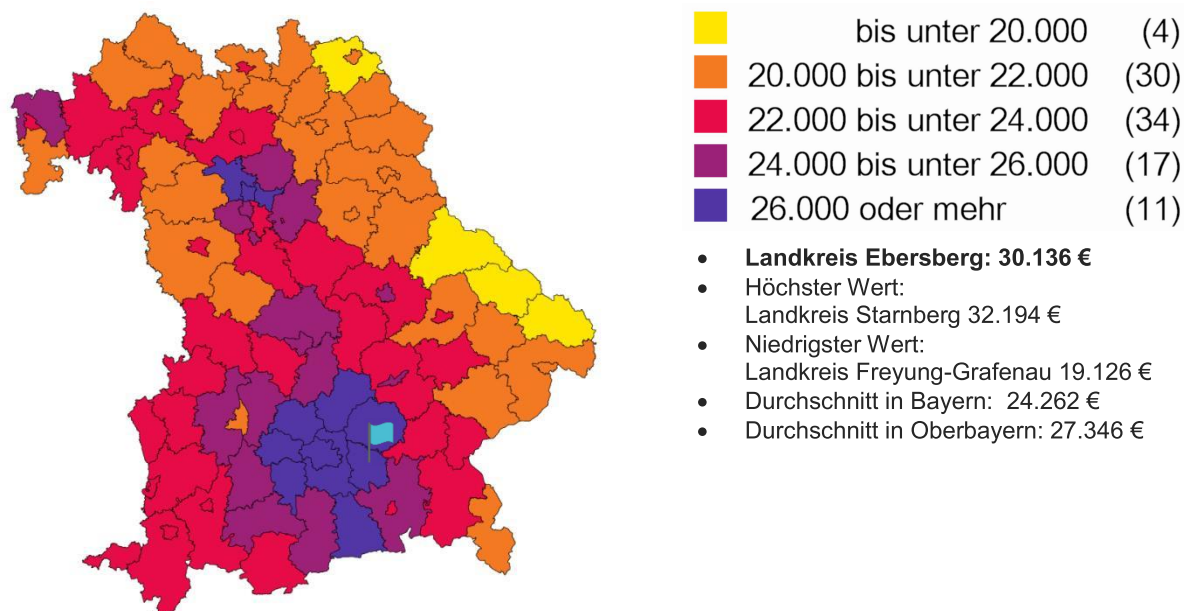 bis unter 20.000 (4)
20.000 bis unter 22.000 (30)
22.000 bis unter 24.000 (34)
24.000 bis unter 26.000 (17)
26.000 oder mehr (11)
• Landkreis Ebersberg: 30.136 €
• Höchster Wert:
Landkreis Starnberg 32.194 €
• Niedrigster Wert:
Landkreis Freyung-Grafenau 19.126 €
• Durchschnitt in Bayern: 24.262 €
• Durchschnitt in Oberbayern: 27.346 €